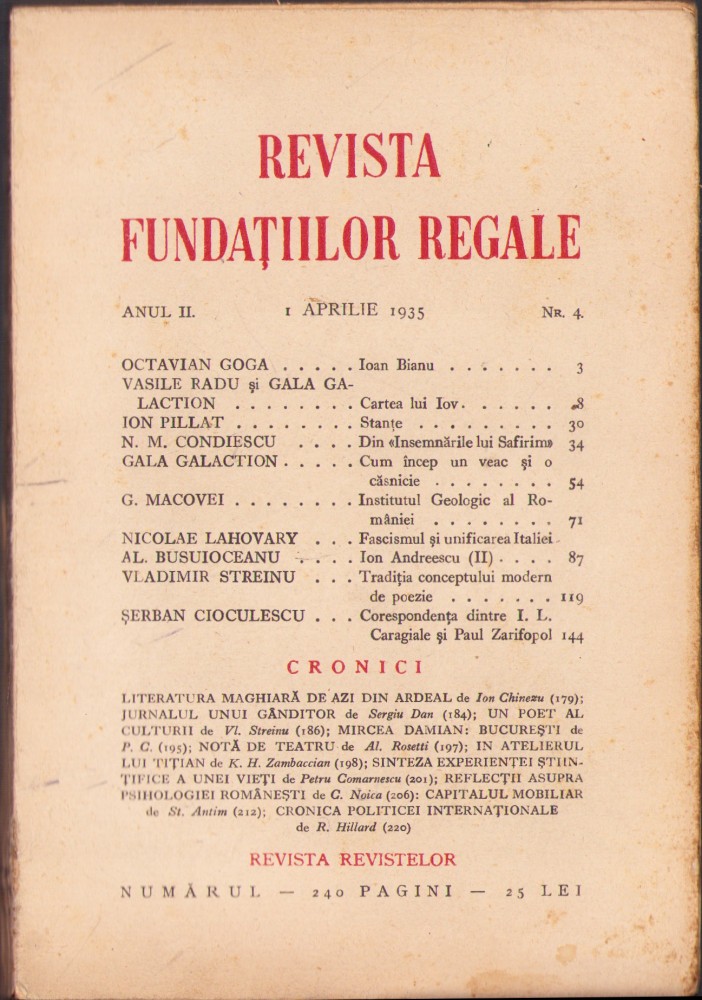 REVISTA
FUNDAȚIILOR REGALE
ANUL II. 1 APRILIE 1935 NR. 4.
OCTAVIAN GOGA . . . . . Ioan Bianu . . . . . . . 3
VASILE RADU și GALA GA-
LACTION . . . . . . . . Cartea lui Iov . . . . . . 8
ION PILLAT . . . . . . . . Stanțe . . . . . . . . . 30
N. M. CONDIESCU . . . . Din «Insemnările lui Safirim» 34
GALA GALACTION . . . . . Cum încep un veac și o
căsnicie . . . . . . . . 54
G. MACOVEI . . . . . . . . Institutul Geologic al Ro-
mâniei . . . . . . . . 71
NICOLAE LAHOVARY . . . Fascismul și unificarea Italiei
AL. BUSUIOCEANU . . . . Ion Andreescu (II) . . . . 87
VLADIMIR STREINU . . . Tradiția conceptului modern
de poezie . . . . . . . 119
ȘERBAN CIOCULESCU . . . Corespondența dintre I. L.
Caragiale și Paul Zarifopol 144
CRONICI
LITERATURA MAGHIARĂ DE AZI DIN ARDEAL de Ion Chinezu (179);
JURNALUL UNUI GÂNDITOR de Sergiu Dan (184); UN POET AL
CULTURII de Vl. Streinu (186); MIRCEA DAMIAN: BUCUREȘTI de
P. C. (195); NOTĂ DE TEATRU de Al. Rosetti (197); IN ATELIERUL
LUI TIȚIAN de K. H. Zambaccian (198); SINTEZA EXPERIENȚEI ȘTIIN-
ȚIFICE A UNEI VIEȚI de Petru Comarnescu (201); REFLECȚII ASUPRA
PSIHOLOGIEI ROMÂNEȘTI de C. Noica (206): CAPITALUL MOBILIAR
de St. Antim (212); CRONICA POLITICEI INTERNAȚIONALE
de R. Hillard (220)
REVISTA REVISTELOR
NUMĂRUL — 240 PAGINI — 25 LEI